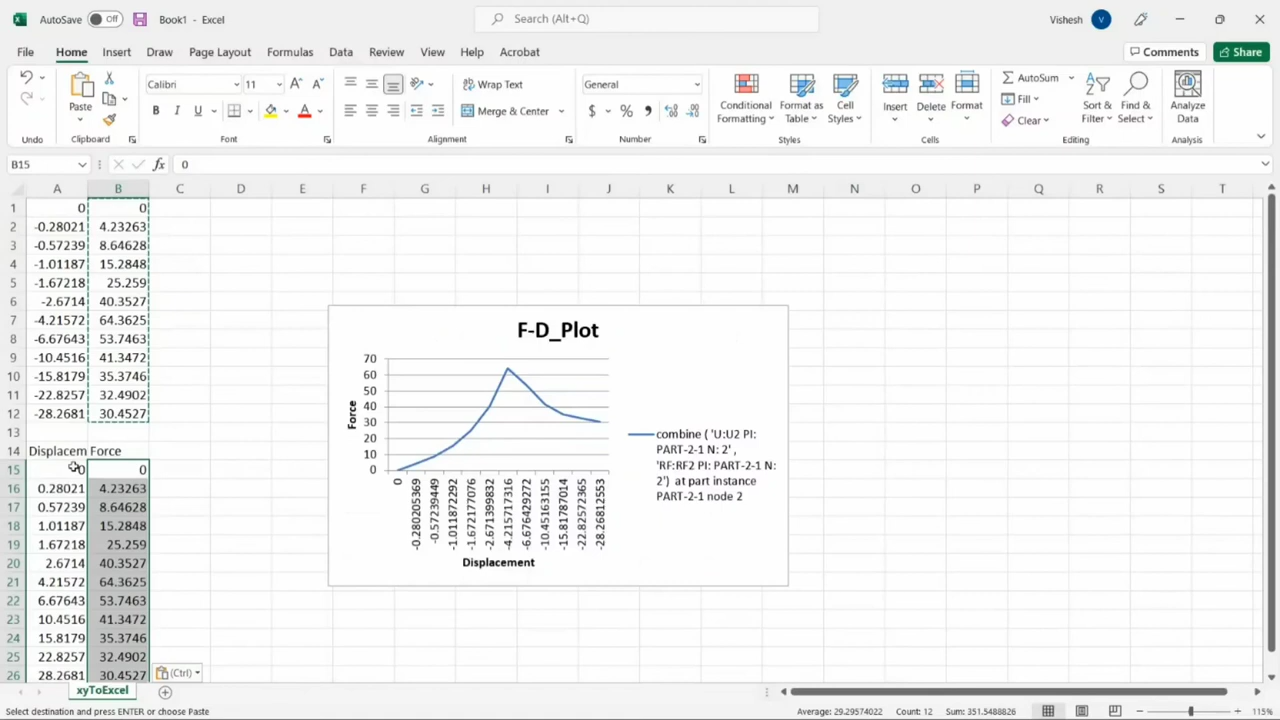 AutoSave Off Book1 - Excel Search (Alt+Q) Vishesh V
File Home Insert Draw Page Layout Formulas Data Review View Help Acrobat Comments Share
Calibri 11 Wrap Text General AutoSum
Paste B I U Merge & Center $ % Conditional Formatting Format as Table Cell Styles Insert Delete Format Fill Sort & Filter Find & Select Analyze Data
Clear
Undo Clipboard Font Alignment Number Styles Cells Editing Analysis
B15 fx 0
A B C D E F G H I J K L M N O P Q R S T
1 0 0
2 -0.28021 4.23263
3 -0.57239 8.64628
4 -1.01187 15.2848
5 -1.67218 25.259
6 -2.6714 40.3527
7 -4.21572 64.3625
8 -6.67643 53.7463
9 -10.4516 41.3472
10 -15.8179 35.3746
11 -22.8257 32.4902
12 -28.2681 30.4527
13
14 Displacem Force
15 0 0
16 0.28021 4.23263
17 0.57239 8.64628
18 1.01187 15.2848
19 1.67218 25.259
20 2.6714 40.3527
21 4.21572 64.3625
22 6.67643 53.7463
23 10.4516 41.3472
24 15.8179 35.3746
25 22.8257 32.4902
26 28.2681 30.4527
(Ctrl)
F-D_Plot
Force
70
60
50
40
30
20
10
0
0
-0.280205369
-0.57239449
-1.011872292
-1.672177076
-2.671399832
-4.215717316
-6.676429272
-10.45163155
-15.81787014
-22.82572365
-28.26812553
Displacement
combine ( 'U:U2 PI:
PART-2-1 N: 2' ,
'RF:RF2 PI: PART-2-1 N:
2') at part instance
PART-2-1 node 2
xyToExcel
Select destination and press ENTER or choose Paste Average: 29.29574022 Count: 12 Sum: 351.5488826 115%